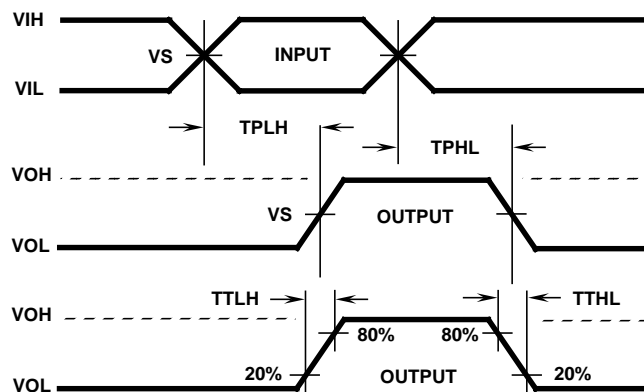 VIH
VS
INPUT
VIL
TPLH
TPHL
VOH
VS
OUTPUT
VOL
TTLH
TTHL
VOH
80%
80%
20%
OUTPUT
20%
VOL